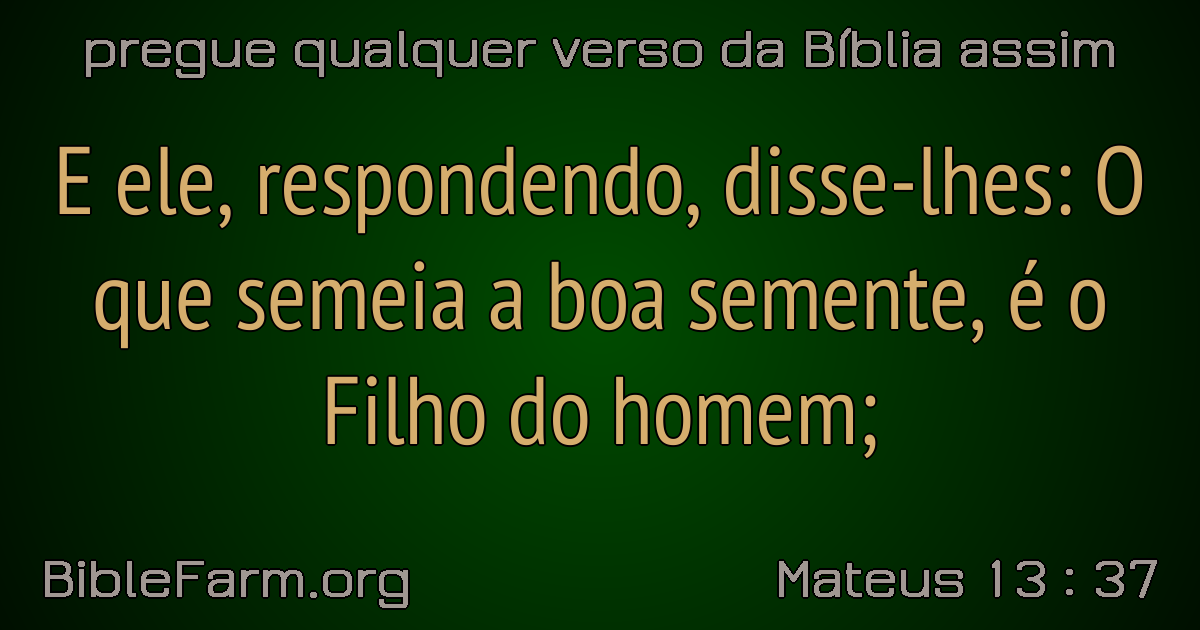 pregue qualquer verso da Bíblia assim
E ele, respondendo, disse-lhes: O
que semeia a boa semente, é o
Filho do homem;
BibleFarm.org
Mateus 13 : 37